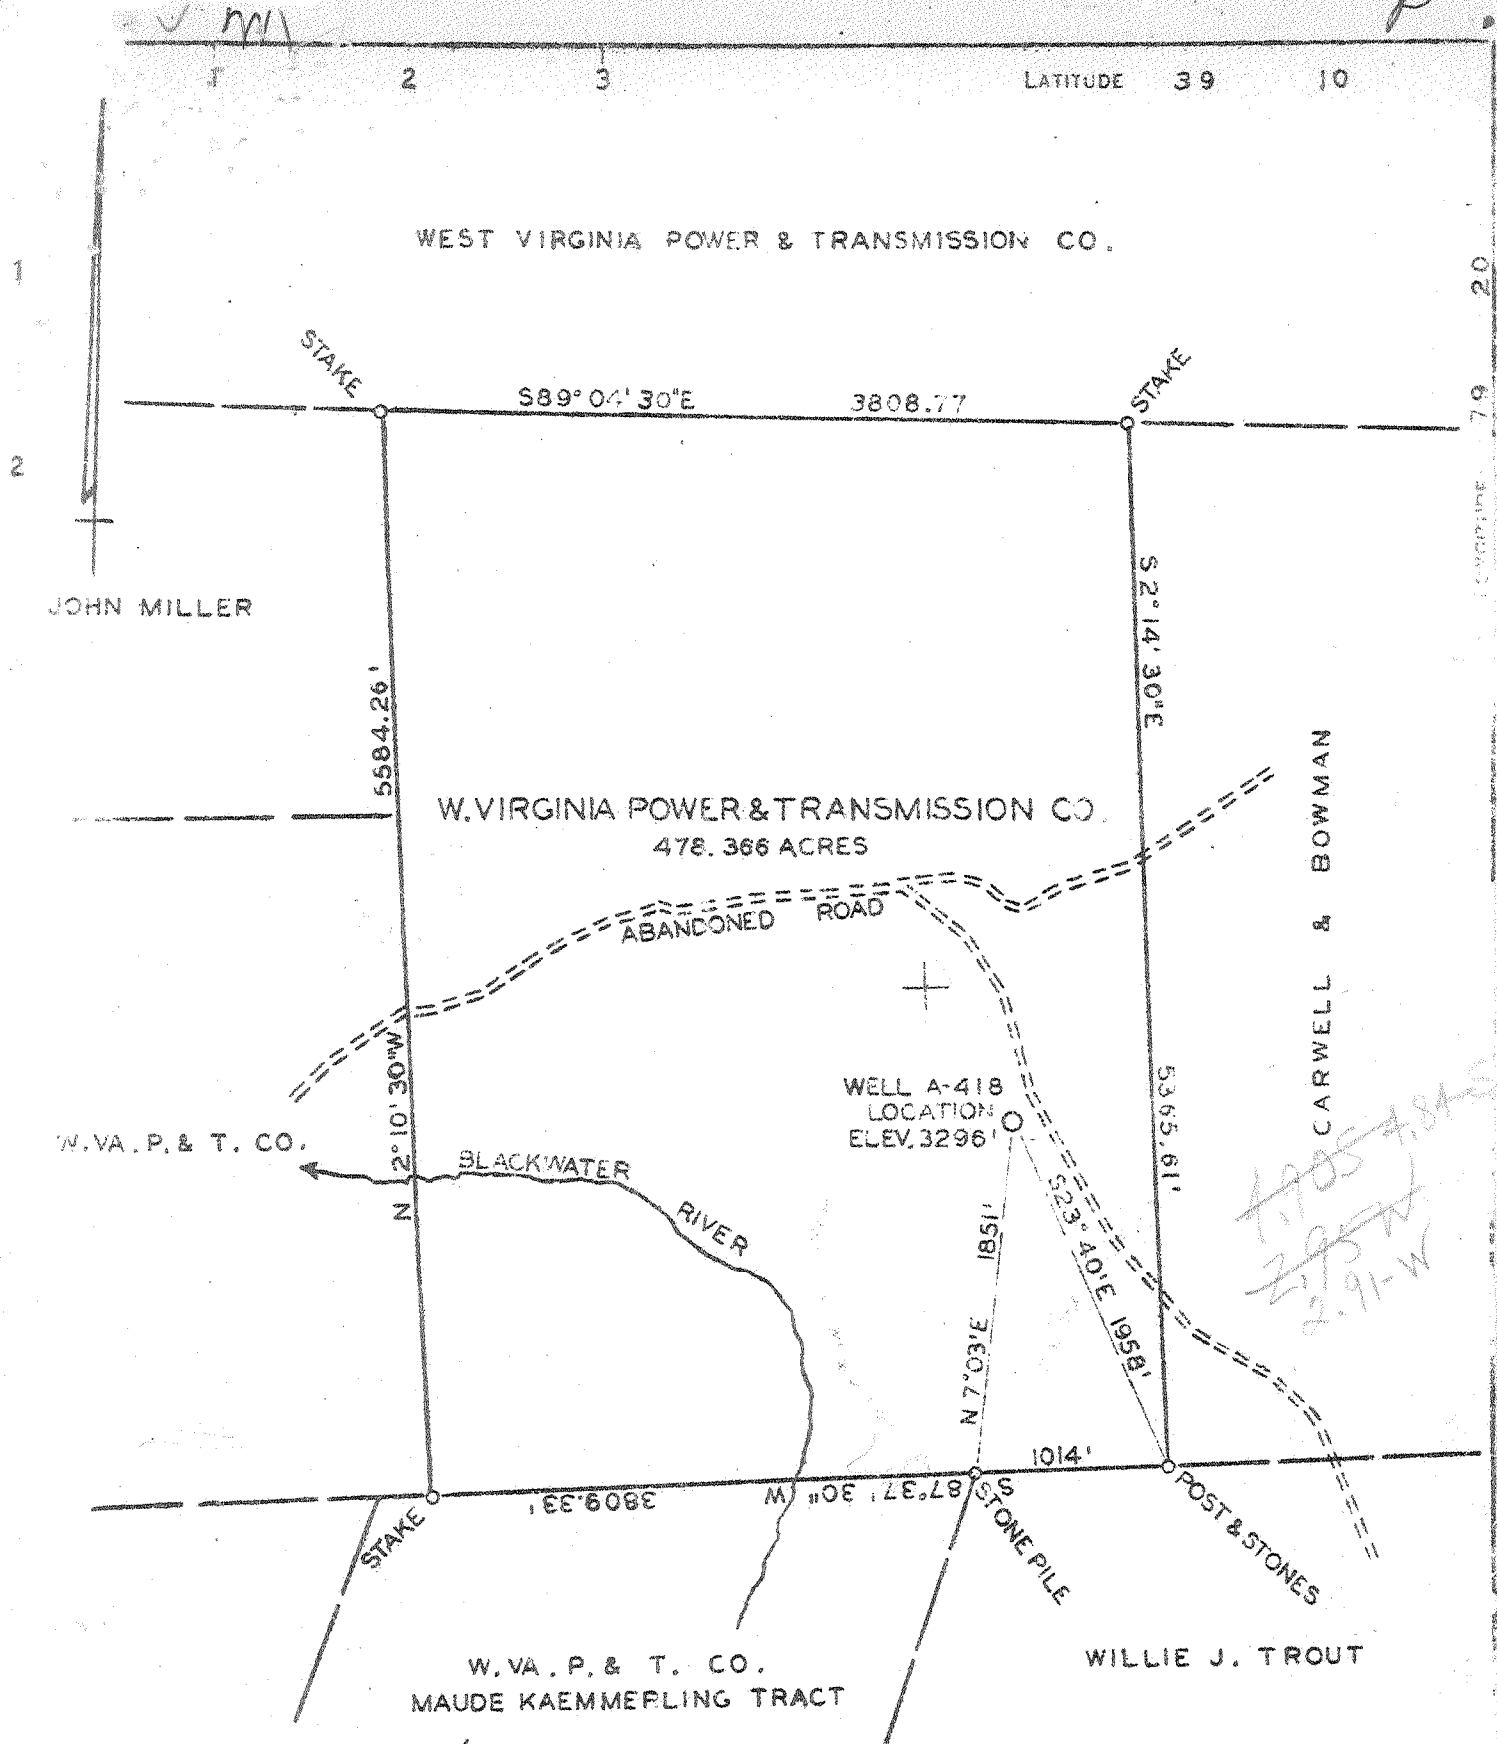 1 2 3 LATITUDE 39 10
WEST VIRGINIA POWER & TRANSMISSION CO.
1
2
79 20
STAKE
S89° 04' 30"E 3808.77
STAKE
JOHN MILLER
5584.26'
S 2° 14' 30"E
W. VIRGINIA POWER & TRANSMISSION CO.
478.366 ACRES
CARWELL & BOWMAN
ABANDONED ROAD
N 2° 10' 30"W
WELL A-418
LOCATION
ELEV. 3296'
5365.61'
W. VA. P. & T. CO.
BLACKWATER RIVER
1851'
N 7° 03' E
S23° 40' E 1958'
2.95 W
2.91-W
1014'
S 87° 37' 30" W 3809.33'
STAKE
STONE PILE
POST & STONES
W. VA. P. & T. CO.
MAUDE KAEMMERLING TRACT
WILLIE J. TROUT